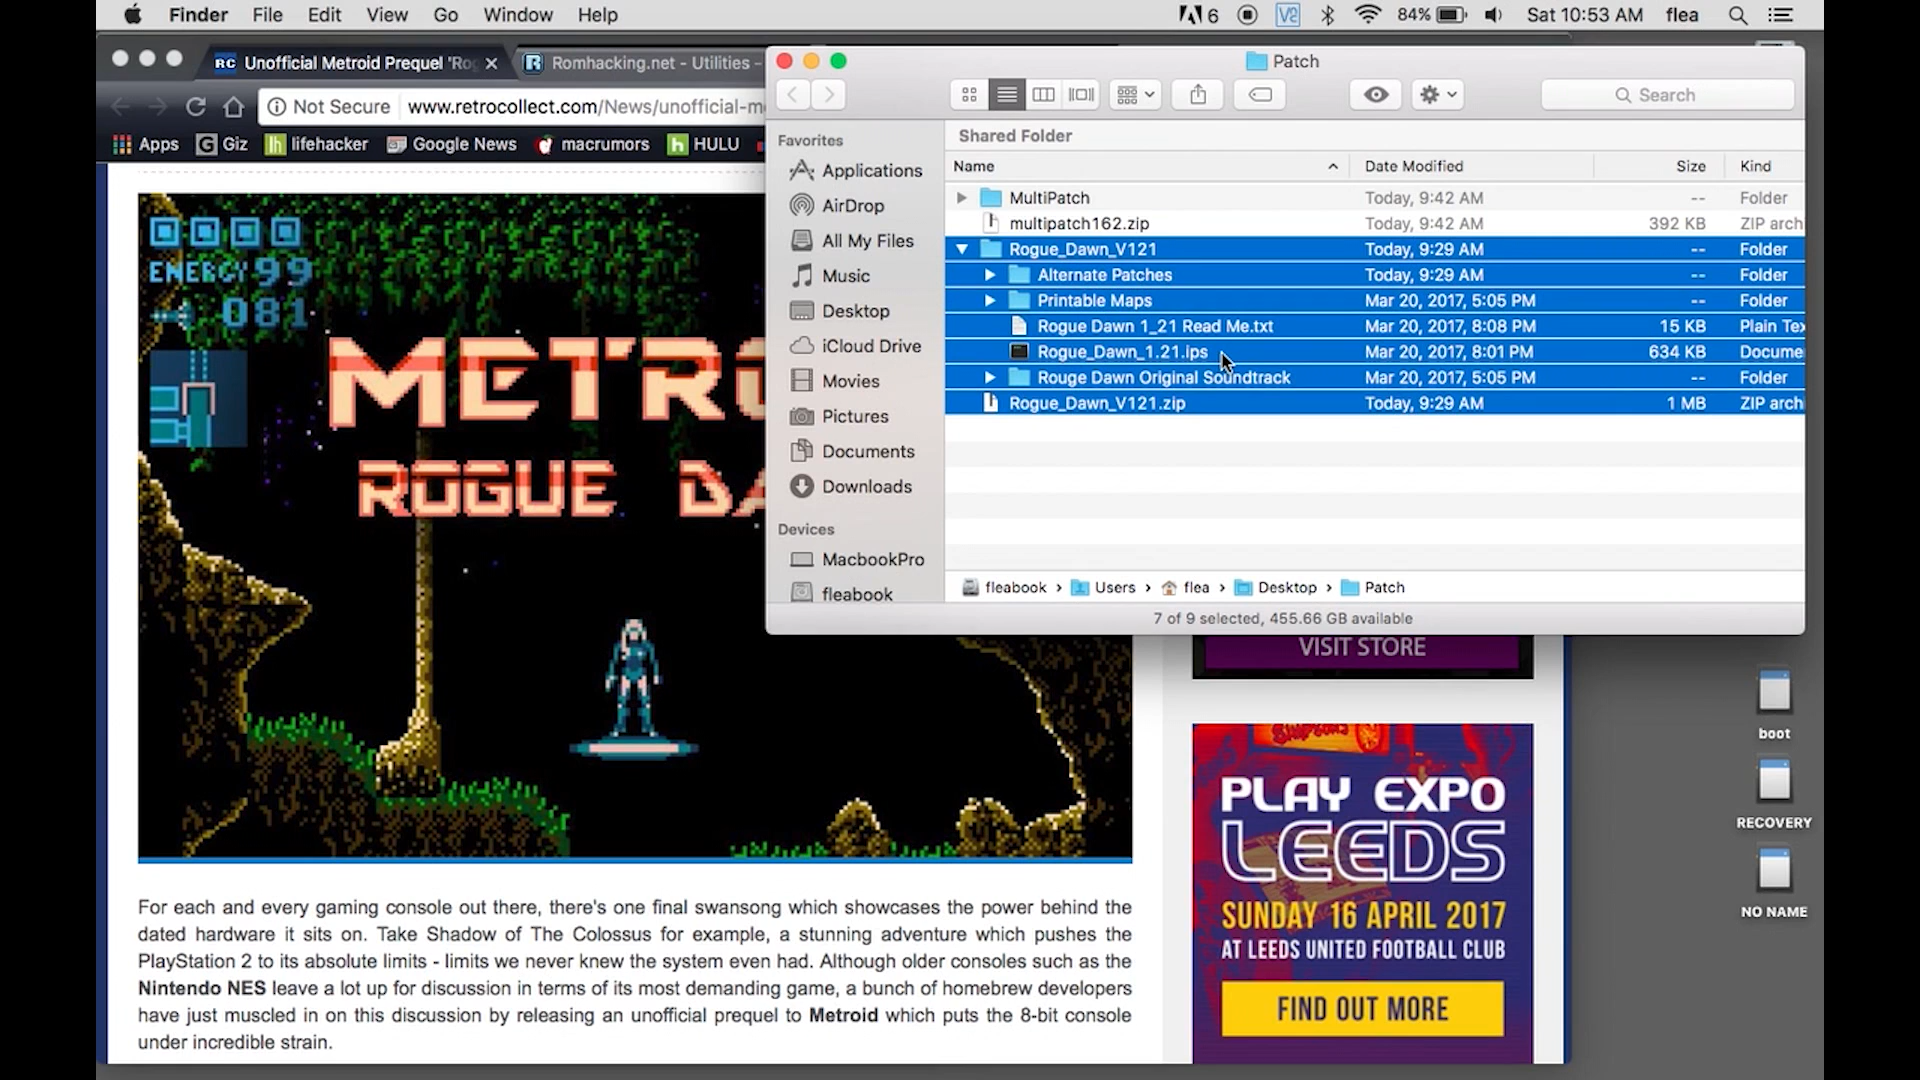 Finder File Edit View Go Window Help 6 84% Sat 10:53 AM flea
RC Unofficial Metroid Prequel 'Ro
Romhacking.net - Utilities -
Not Secure www.retrocollect.com/News/unofficial-m
Apps G Giz lh lifehacker Google News macrumors h HULU
ENERGY 99
081
METRO
ROGUE DA
Patch
Search
Favorites
Applications
AirDrop
All My Files
Music
Desktop
iCloud Drive
Movies
Pictures
Documents
Downloads
Devices
MacbookPro
fleabook
Shared Folder
Name Date Modified Size Kind
MultiPatch Today, 9:42 AM -- Folder
multipatch162.zip Today, 9:42 AM 392 KB ZIP arch
Rogue_Dawn_V121 Today, 9:29 AM -- Folder
Alternate Patches Today, 9:29 AM -- Folder
Printable Maps Mar 20, 2017, 5:05 PM -- Folder
Rogue Dawn 1_21 Read Me.txt Mar 20, 2017, 8:08 PM 15 KB Plain Tex
Rogue_Dawn_1.21.ips Mar 20, 2017, 8:01 PM 634 KB Docume
Rouge Dawn Original Soundtrack Mar 20, 2017, 5:05 PM -- Folder
Rogue_Dawn_V121.zip Today, 9:29 AM 1 MB ZIP arch
fleabook › Users › flea › Desktop › Patch
7 of 9 selected, 455.66 GB available
VISIT STORE
PLAY EXPO
LEEDS
SUNDAY 16 APRIL 2017
AT LEEDS UNITED FOOTBALL CLUB
FIND OUT MORE
boot
RECOVERY
NO NAME
For each and every gaming console out there, there's one final swansong which showcases the power behind the
dated hardware it sits on. Take Shadow of The Colossus for example, a stunning adventure which pushes the
PlayStation 2 to its absolute limits - limits we never knew the system even had. Although older consoles such as the
Nintendo NES leave a lot up for discussion in terms of its most demanding game, a bunch of homebrew developers
have just muscled in on this discussion by releasing an unofficial prequel to Metroid which puts the 8-bit console
under incredible strain.